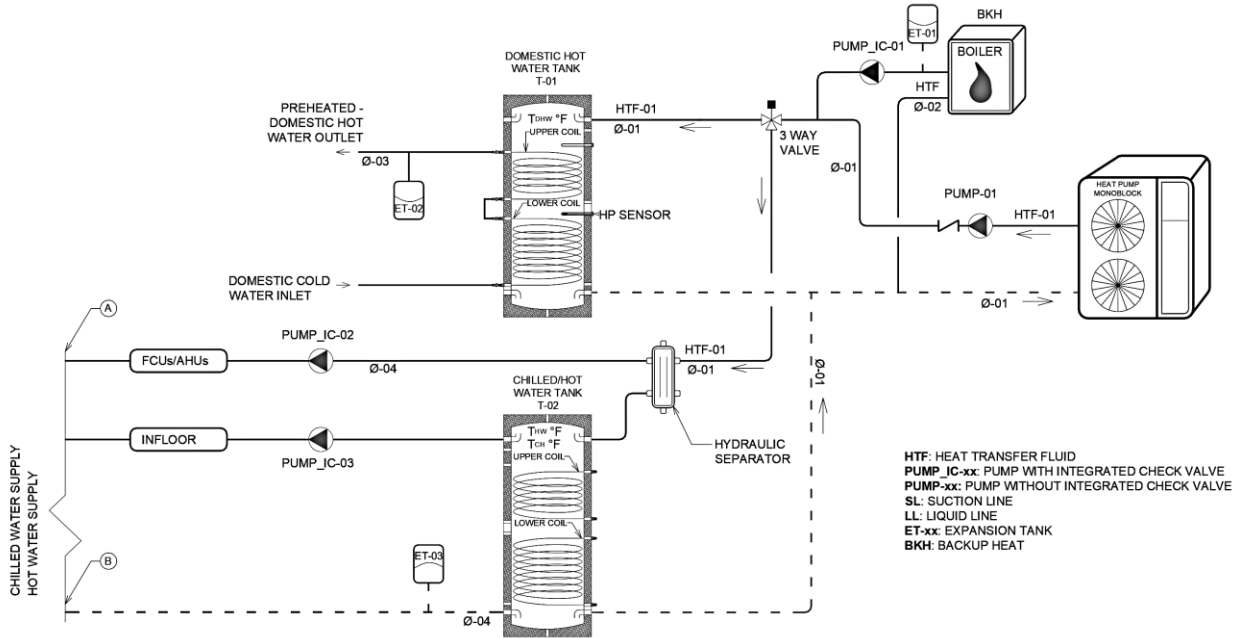 BKH
ET-01
PUMP_IC-01
BOILER
HTF
Ø-02
DOMESTIC HOT
WATER TANK
T-01
PREHEATED -
DOMESTIC HOT
WATER OUTLET
Ø-03
ET-02
TDHW °F
UPPER COIL
LOWER COIL
HP SENSOR
HTF-01
Ø-01
3 WAY
VALVE
Ø-01
PUMP-01
HTF-01
HEAT PUMP
MONOBLOCK
Ø-01
DOMESTIC COLD
WATER INLET
A
FCUs/AHUs
PUMP_IC-02
Ø-04
HTF-01
Ø-01
Ø-01
CHILLED/HOT
WATER TANK
T-02
INFLOOR
PUMP_IC-03
THW °F
TCH °F
UPPER COIL
LOWER COIL
HYDRAULIC
SEPARATOR
CHILLED WATER SUPPLY
HOT WATER SUPPLY
B
ET-03
Ø-04
HTF: HEAT TRANSFER FLUID
PUMP_IC-xx: PUMP WITH INTEGRATED CHECK VALVE
PUMP-xx: PUMP WITHOUT INTEGRATED CHECK VALVE
SL: SUCTION LINE
LL: LIQUID LINE
ET-xx: EXPANSION TANK
BKH: BACKUP HEAT